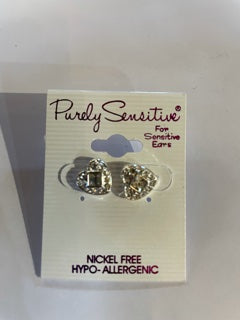 Purely Sensitive®
For
Sensitive
Ears
NICKEL FREE
HYPO-ALLERGENIC